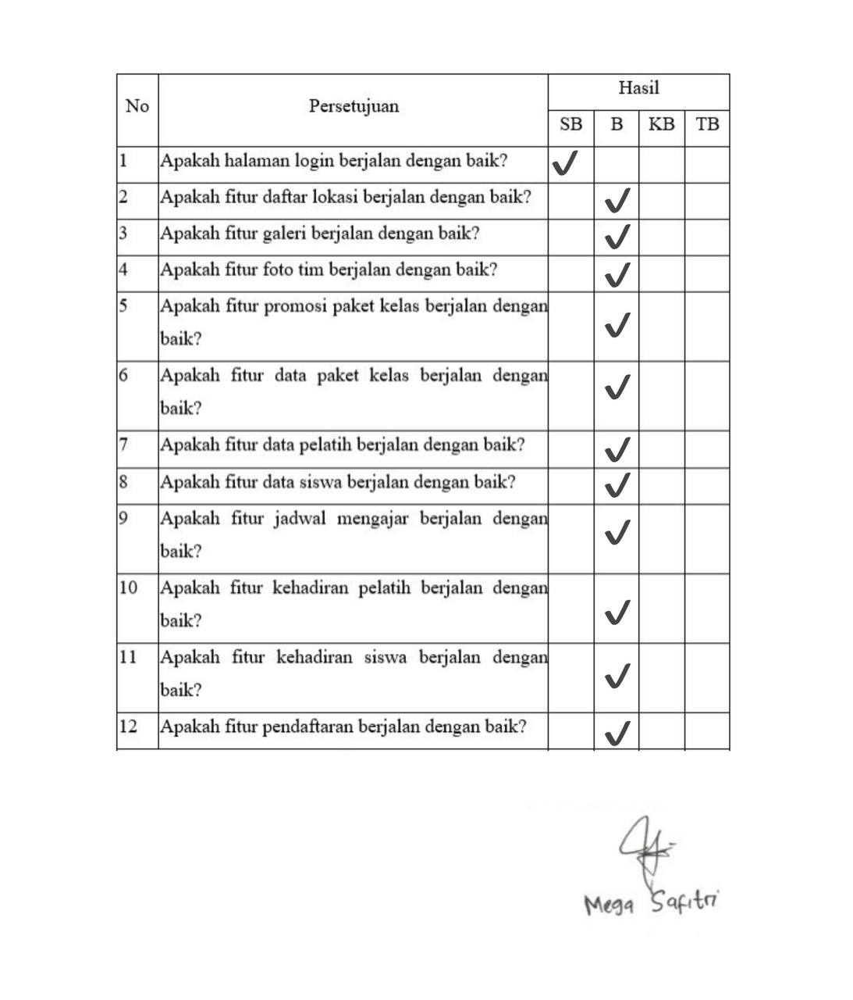 No Persetujuan Hasil
SB B KB TB
1 Apakah halaman login berjalan dengan baik? ✓
2 Apakah fitur daftar lokasi berjalan dengan baik? ✓
3 Apakah fitur galeri berjalan dengan baik? ✓
4 Apakah fitur foto tim berjalan dengan baik? ✓
5 Apakah fitur promosi paket kelas berjalan dengan
baik? ✓
6 Apakah fitur data paket kelas berjalan dengan
baik? ✓
7 Apakah fitur data pelatih berjalan dengan baik? ✓
8 Apakah fitur data siswa berjalan dengan baik? ✓
9 Apakah fitur jadwal mengajar berjalan dengan
baik? ✓
10 Apakah fitur kehadiran pelatih berjalan dengan
baik? ✓
11 Apakah fitur kehadiran siswa berjalan dengan
baik? ✓
12 Apakah fitur pendaftaran berjalan dengan baik? ✓
Mega Safitri